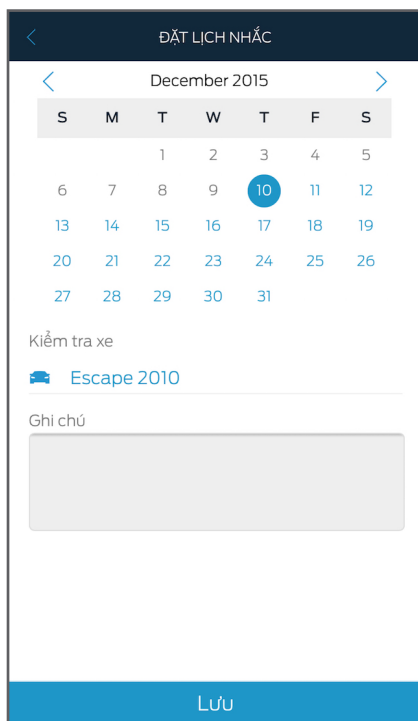 ĐẶT LỊCH NHẮC
December 2015
S M T W T F S
1 2 3 4 5
6 7 8 9 10 11 12
13 14 15 16 17 18 19
20 21 22 23 24 25 26
27 28 29 30 31
Kiểm tra xe
Escape 2010
Ghi chú
Lưu